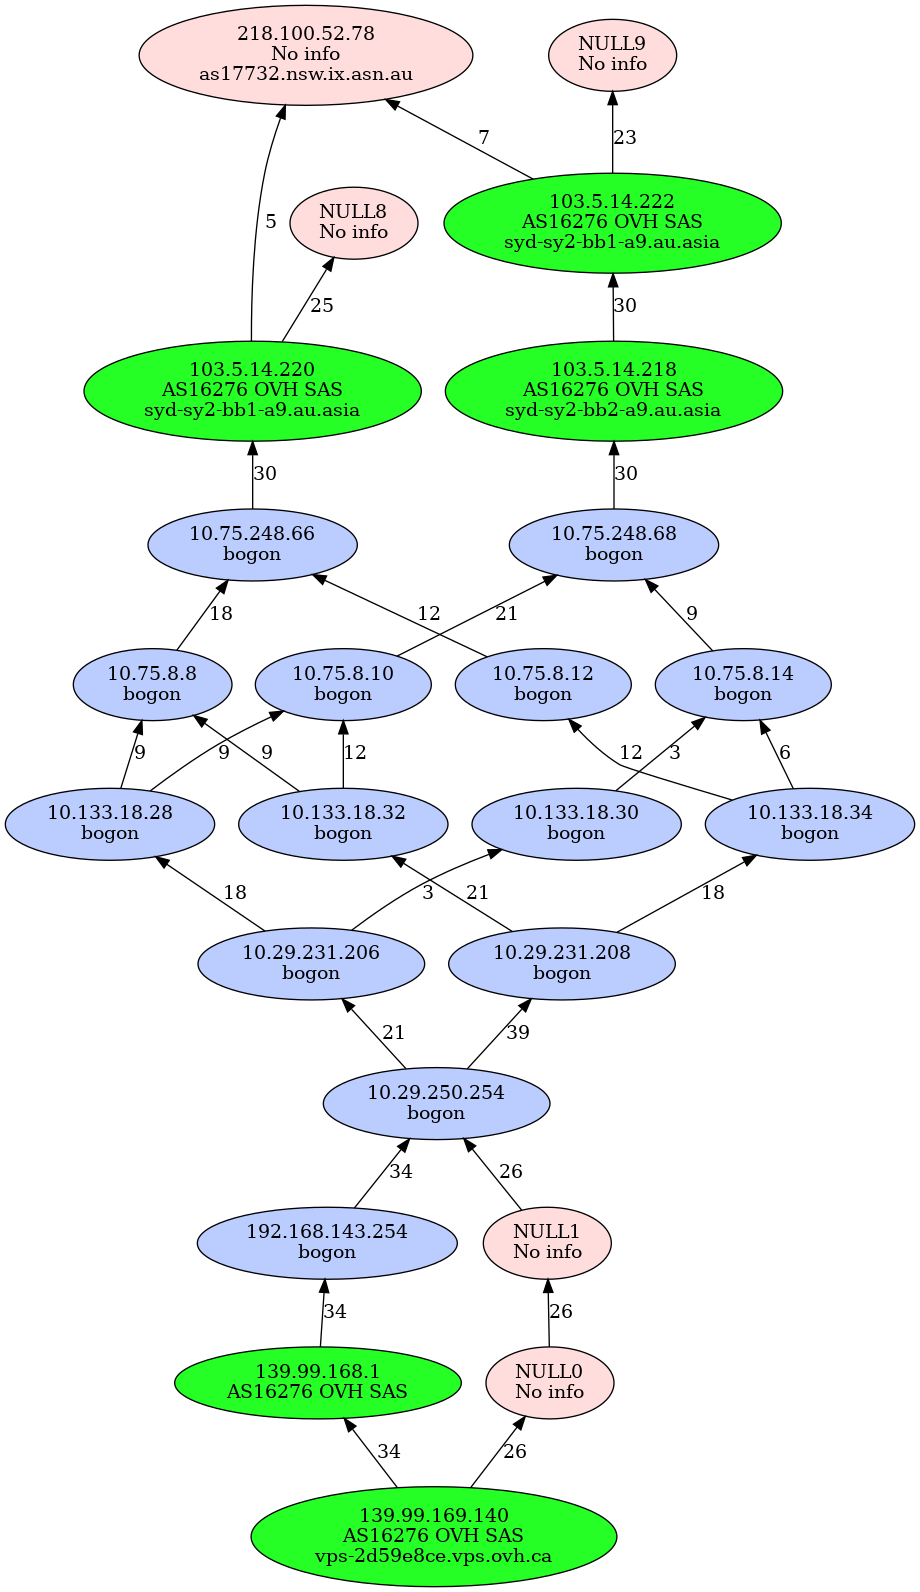 218.100.52.78
No info
as17732.nsw.ix.asn.au
NULL9
No info
7
23
103.5.14.222
AS16276 OVH SAS
syd-sy2-bb1-a9.au.asia
5
NULL8
No info
25
30
103.5.14.220
AS16276 OVH SAS
syd-sy2-bb1-a9.au.asia
103.5.14.218
AS16276 OVH SAS
syd-sy2-bb2-a9.au.asia
30
30
10.75.248.66
bogon
10.75.248.68
bogon
18
12
21
9
10.75.8.8
bogon
10.75.8.10
bogon
10.75.8.12
bogon
10.75.8.14
bogon
9
9
9
12
12
3
6
10.133.18.28
bogon
10.133.18.32
bogon
10.133.18.30
bogon
10.133.18.34
bogon
18
3
21
18
10.29.231.206
bogon
10.29.231.208
bogon
21
39
10.29.250.254
bogon
34
26
192.168.143.254
bogon
NULL1
No info
34
26
139.99.168.1
AS16276 OVH SAS
NULL0
No info
34
26
139.99.169.140
AS16276 OVH SAS
vps-2d59e8ce.vps.ovh.ca